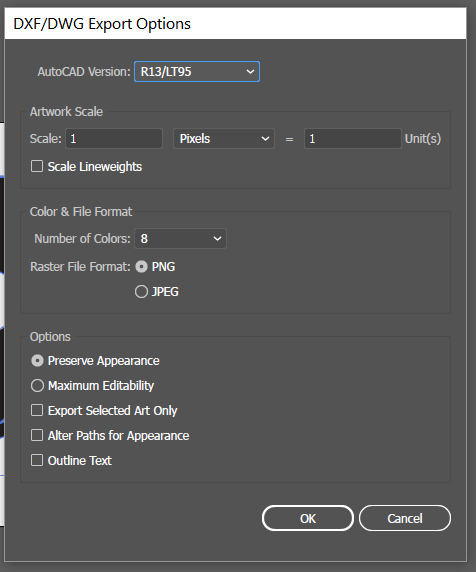 DXF/DWG Export Options
AutoCAD Version: R13/LT95
Artwork Scale
Scale: 1 Pixels = 1 Unit(s)
Scale Lineweights
Color & File Format
Number of Colors: 8
Raster File Format: PNG
JPEG
Options
Preserve Appearance
Maximum Editability
Export Selected Art Only
Alter Paths for Appearance
Outline Text
OK Cancel